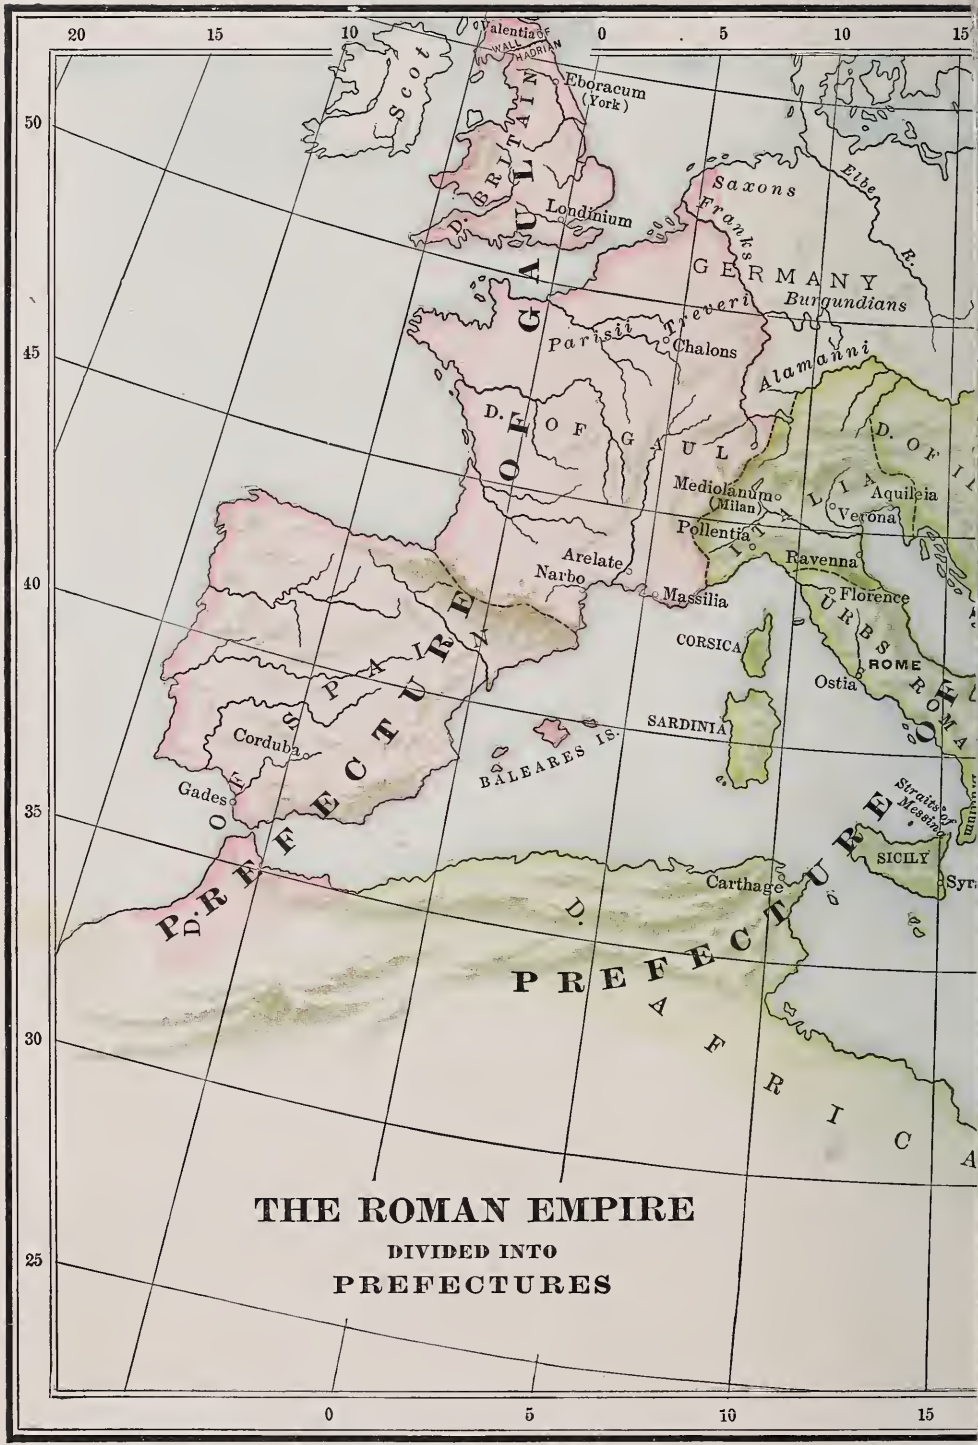 20 15 10 5 0 5 10 15
50
45
40
35
30
25
0 5 10 15
Valentia
WALL OF HADRIAN
Scot
Eboracum
(York)
D. BRITAIN
Londinium
Saxons
Franks
Elbe R.
GERMANY
Burgundians
Treveri
Parisii
Chalons
Alamanni
D. OF GAUL
D. OF IL
Mediolanum
(Milan)
ITALIA
Aquileia
Verona
Pollentia
Ravenna
Arelate
Narbo
Massilia
Florence
URBS ROMA
CORSICA
ROME
Ostia
SARDINIA
D. OF SPAIN
Corduba
Gades
BALEARES IS.
Straits of
Messina
SICILY
Syr
Carthage
D. AFRICA
PREFECTURE OF GAUL
PREFECTURE OF
THE ROMAN EMPIRE
DIVIDED INTO
PREFECTURES